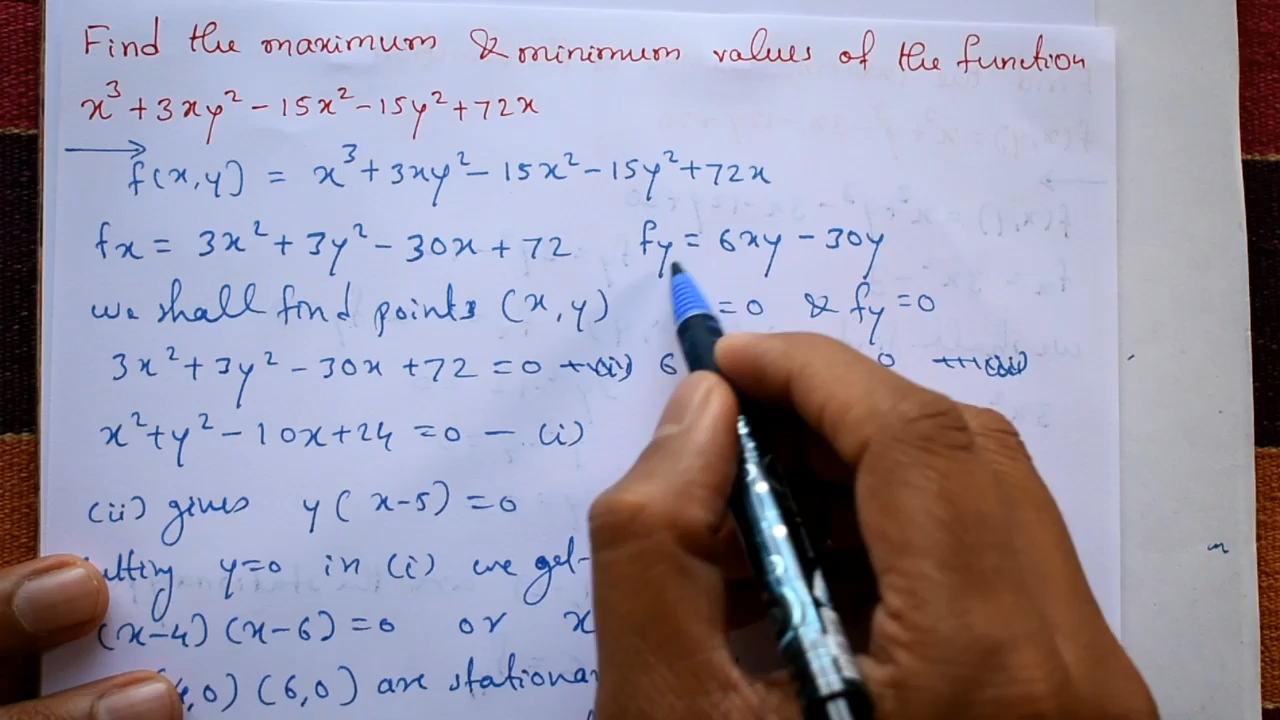 Find the maximum & minimum values of the function
x³ + 3xy² - 15x² - 15y² + 72x
f(x,y) = x³ + 3xy² - 15x² - 15y² + 72x
fx = 3x² + 3y² - 30x + 72 fy = 6xy - 30y
we shall find points (x,y) =0 & fy =0
3x² + 3y² - 30x + 72 = 0 6 0
x² + y² - 10x + 24 = 0 — (i)
(ii) gives y(x-5) = 0
y=0 in (i) we get-
(x-4)(x-6) = 0 or x
,0) (6,0) are